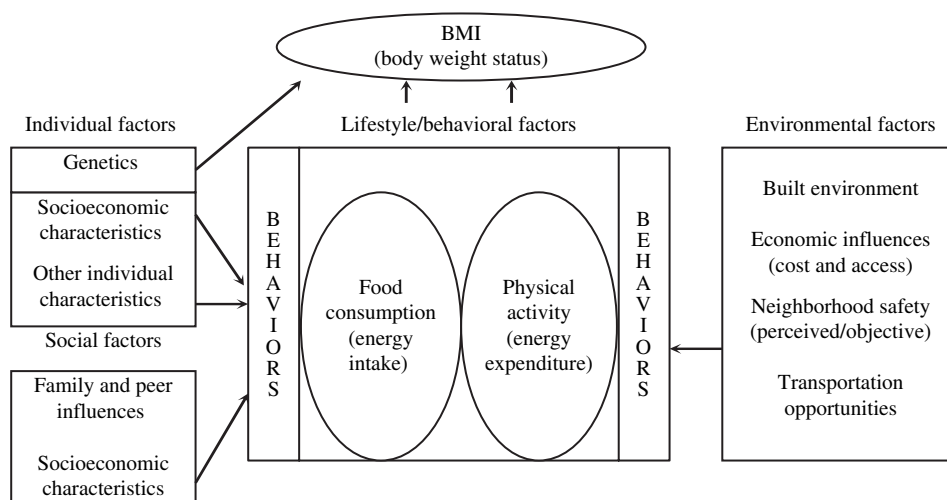 BMI
(body weight status)
Individual factors
Genetics
Socioeconomic
characteristics
Other individual
characteristics
Social factors
Family and peer
influences
Socioeconomic
characteristics
Lifestyle/behavioral factors
BEHAVIORS
Food
consumption
(energy
intake)
Physical
activity
(energy
expenditure)
BEHAVIORS
Environmental factors
Built environment
Economic influences
(cost and access)
Neighborhood safety
(perceived/objective)
Transportation
opportunities